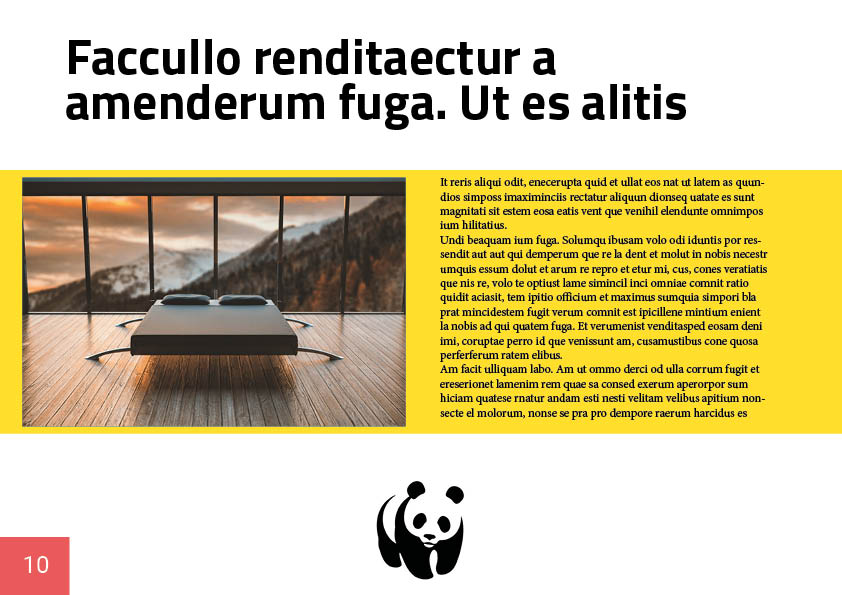 Faccullo renditaectur a
amenderum fuga. Ut es alitis
It reris aliqui odit, enecerupta quid et ullat eos nat ut latem as quun-
dios simposs imaximinciis rectatur aliquun dionseq uatate es sunt
magnitati sit estem eosa eatis vent que venihil elendunte omnimpos
ium hilitatius.
Undi beaquam ium fuga. Solumqu ibusam volo odi iduntis por res-
sendit aut aut qui demperum que re la dent et molut in nobis necestr
umquis essum dolut et arum re repro et etur mi, cus, cones veratiatis
que nis re, volo te optiust lame simincil inci omniae comnit ratio
quidit aciasit, tem ipitio officium et maximus sumquia simpori bla
prat mincidestem fugit verum comnit est ipicillene mintium enient
la nobis ad qui quatem fuga. Et verumenist venditasped eosam deni
imi, coruptae perro id que venissunt am, cusamustibus cone quosa
perferferum ratem elibus.
Am facit ulliquam labo. Am ut ommo derci od ulla corrum fugit et
ereserionet lamenim rem quae sa consed exerum aperorpor sum
hiciam quatese rnatur andam esti nesti velitam velibus apitium non-
secte el molorum, nonse se pra pro dempore raerum harcidus es
10